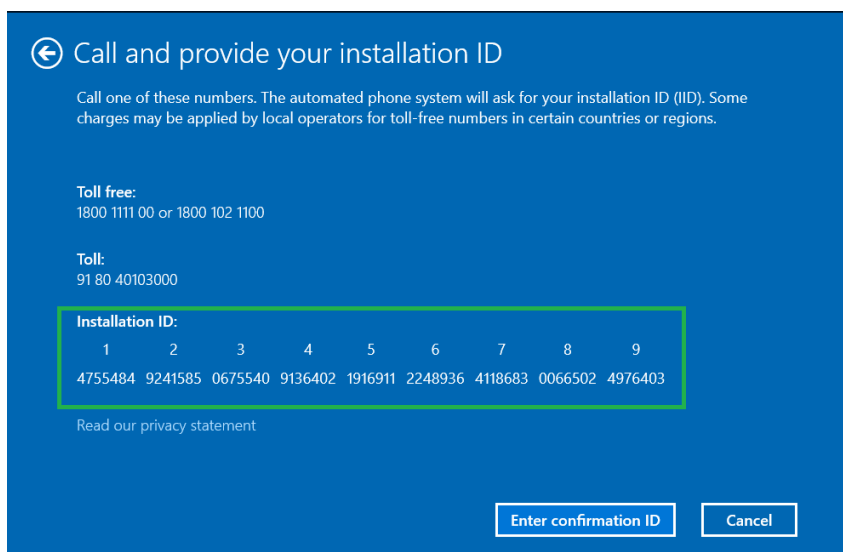 Call and provide your installation ID
Call one of these numbers. The automated phone system will ask for your installation ID (IID). Some
charges may be applied by local operators for toll-free numbers in certain countries or regions.
Toll free:
1800 1111 00 or 1800 102 1100
Toll:
91 80 40103000
Installation ID:
1 2 3 4 5 6 7 8 9
4755484 9241585 0675540 9136402 1916911 2248936 4118683 0066502 4976403
Read our privacy statement
Enter confirmation ID Cancel